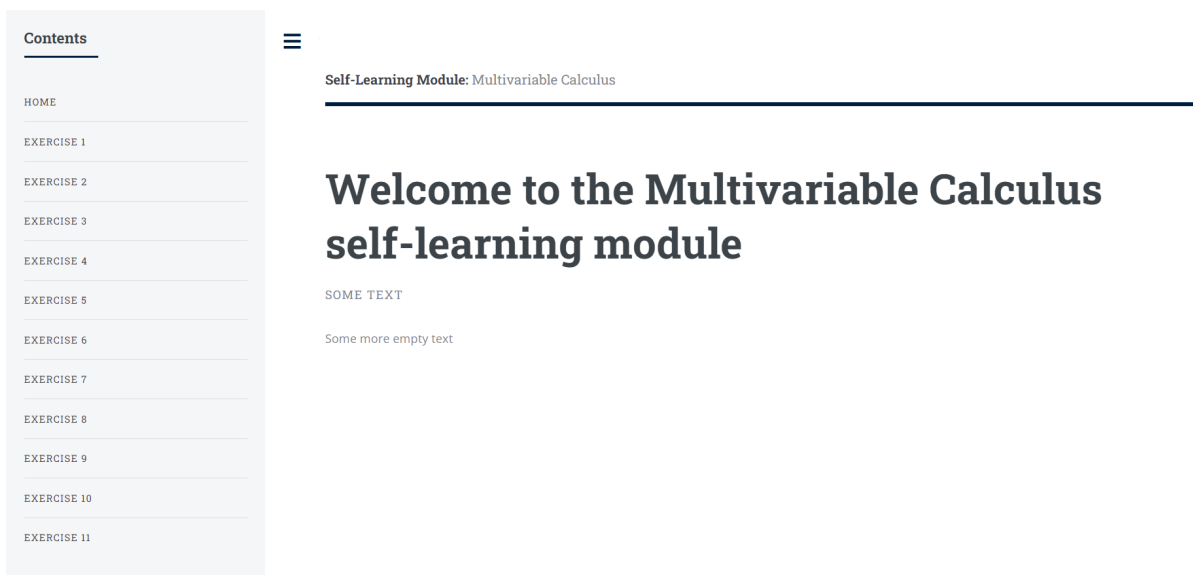 Contents
HOME
EXERCISE 1
EXERCISE 2
EXERCISE 3
EXERCISE 4
EXERCISE 5
EXERCISE 6
EXERCISE 7
EXERCISE 8
EXERCISE 9
EXERCISE 10
EXERCISE 11
Self-Learning Module: Multivariable Calculus
Welcome to the Multivariable Calculus
self-learning module
SOME TEXT
Some more empty text